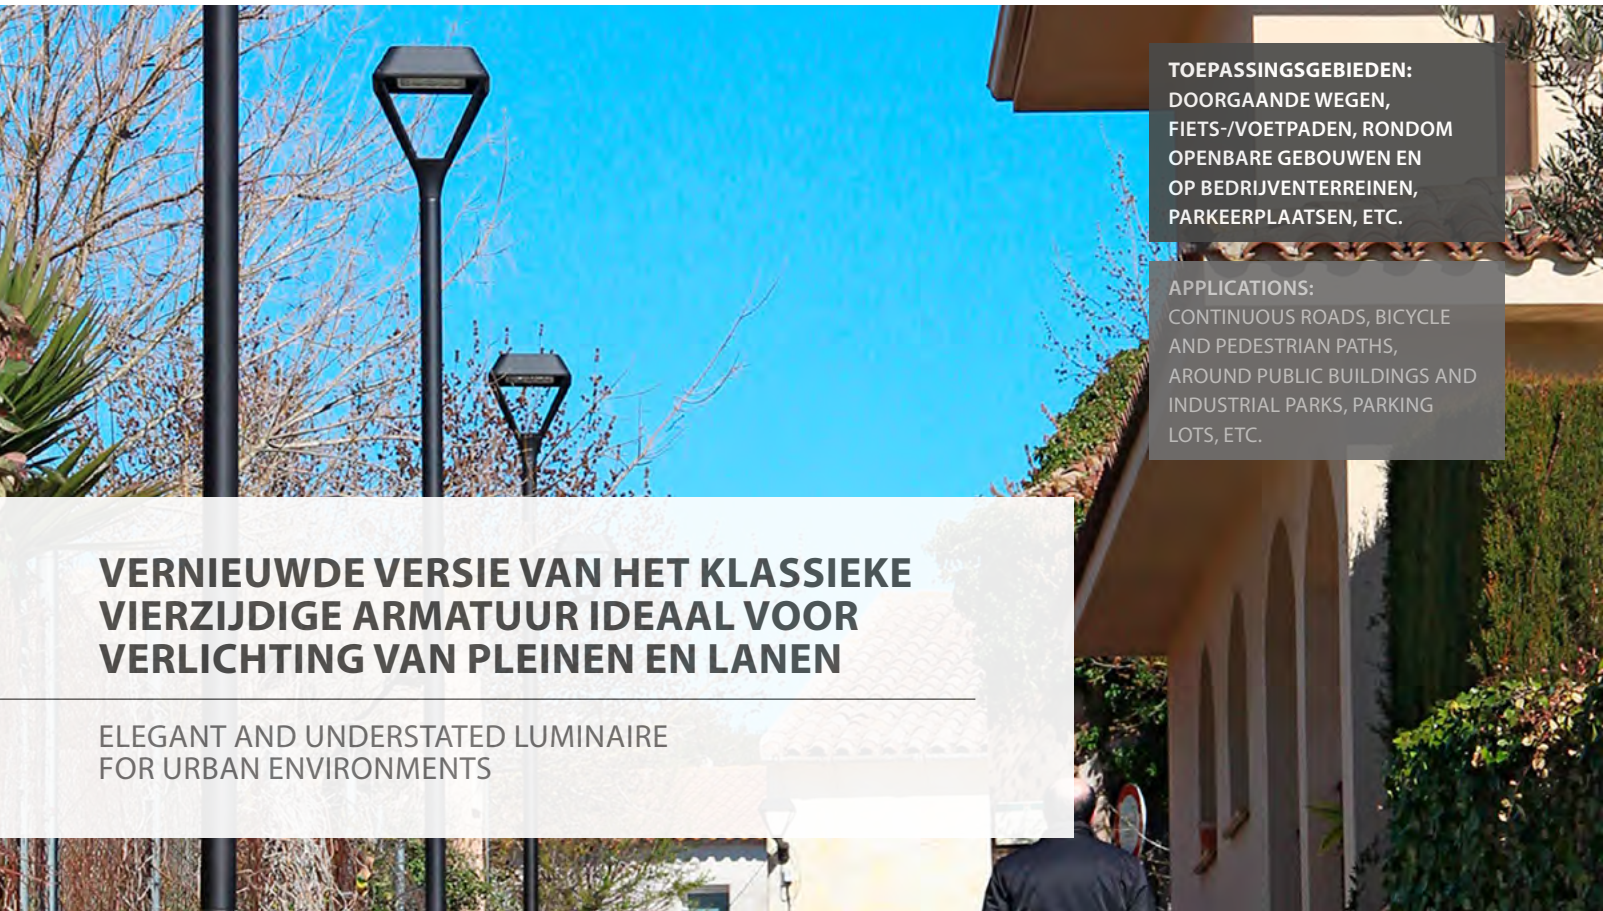 TOEPASSINGSGEBIEDEN:
DOORGAANDE WEGEN,
FIETS-/VOETPADEN, RONDOM
OPENBARE GEBOUWEN EN
OP BEDRIJVENTERREINEN,
PARKEERPLAATSEN, ETC.
APPLICATIONS:
CONTINUOUS ROADS, BICYCLE
AND PEDESTRIAN PATHS,
AROUND PUBLIC BUILDINGS AND
INDUSTRIAL PARKS, PARKING
LOTS, ETC.
VERNIEUWDE VERSIE VAN HET KLASSIEKE
VIERZIJDIGE ARMATUUR IDEAAL VOOR
VERLICHTING VAN PLEINEN EN LANEN
ELEGANT AND UNDERSTATED LUMINAIRE
FOR URBAN ENVIRONMENTS